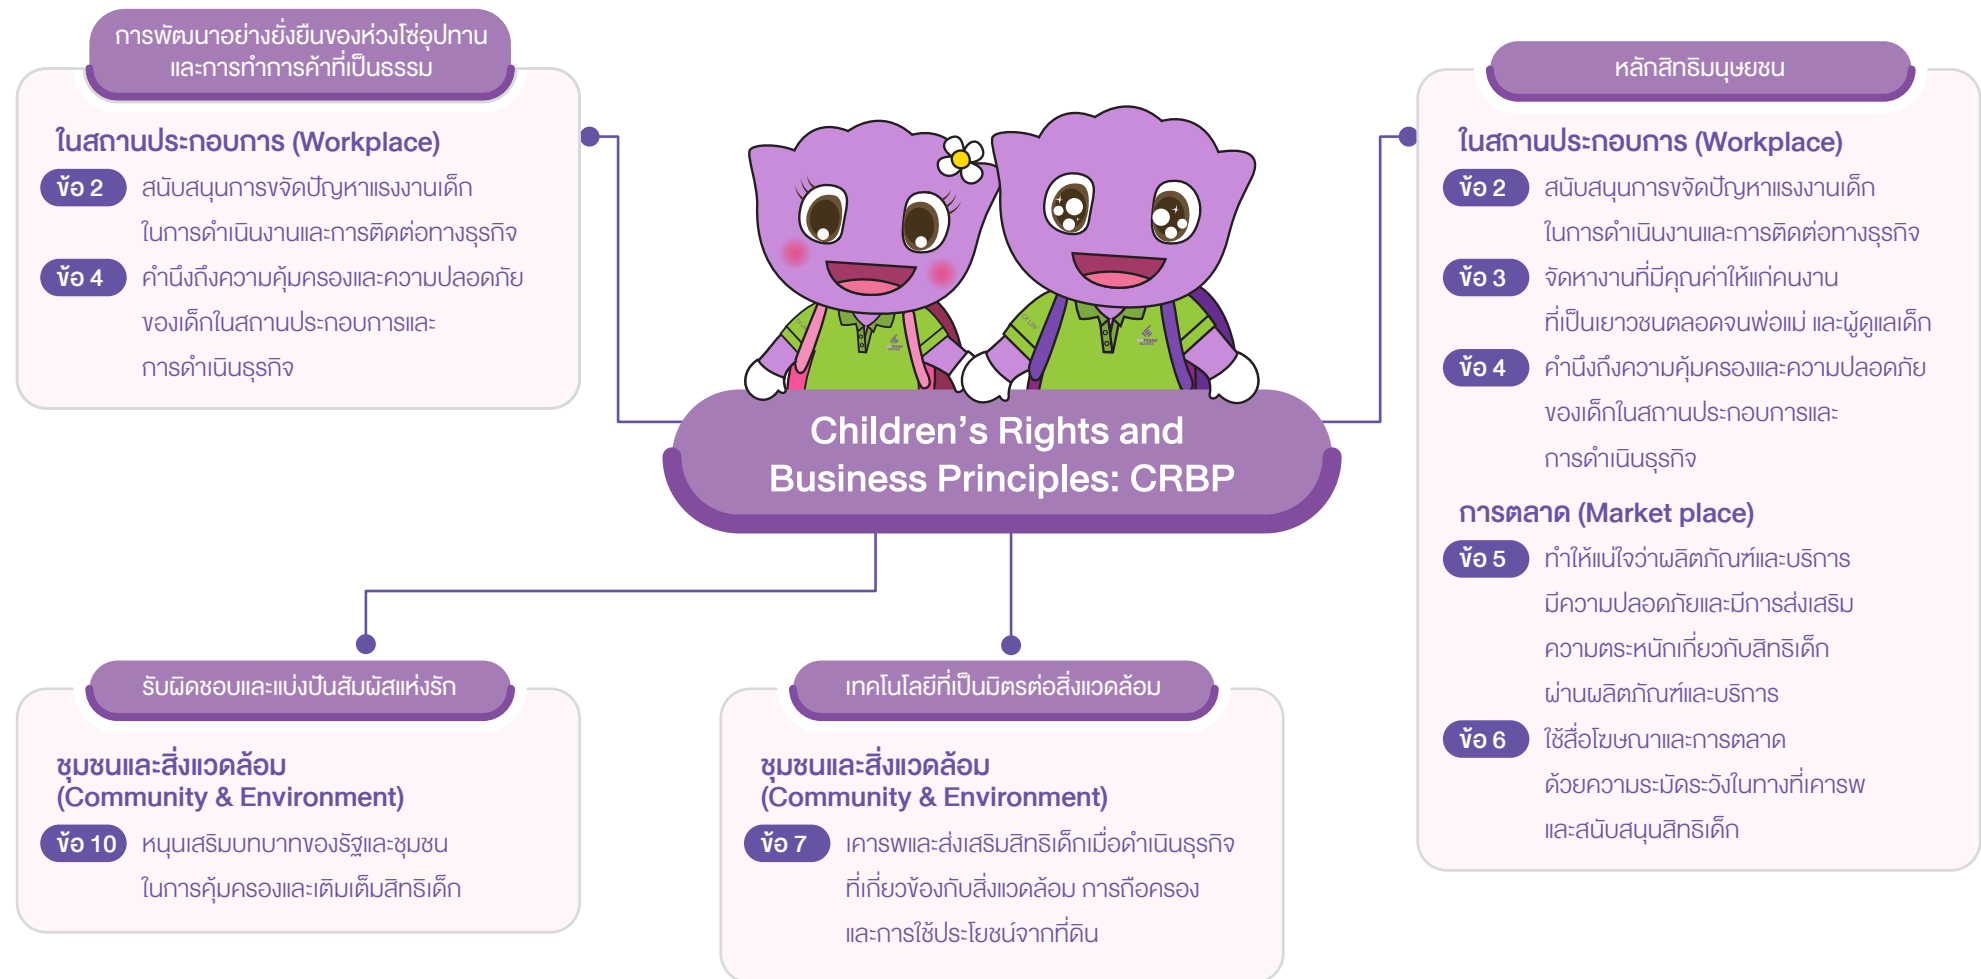 การพัฒนาอย่างยั่งยืนของห่วงโซ่อุปทาน
และการทำการค้าที่เป็นธรรม
ในสถานประกอบการ (Workplace)
ข้อ 2 สนับสนุนการขจัดปัญหาแรงงานเด็ก
ในการดำเนินงานและการติดต่อทางธุรกิจ
ข้อ 4 คำนึงถึงความคุ้มครองและความปลอดภัย
ของเด็กในสถานประกอบการและ
การดำเนินธุรกิจ
หลักสิทธิมนุษยชน
ในสถานประกอบการ (Workplace)
ข้อ 2 สนับสนุนการขจัดปัญหาแรงงานเด็ก
ในการดำเนินงานและการติดต่อทางธุรกิจ
ข้อ 3 จัดหางานที่มีคุณค่าให้แก่คนงาน
ที่เป็นเยาวชนตลอดจนพ่อแม่ และผู้ดูแลเด็ก
ข้อ 4 คำนึงถึงความคุ้มครองและความปลอดภัย
ของเด็กในสถานประกอบการและ
การดำเนินธุรกิจ
การตลาด (Market place)
ข้อ 5 ทำให้แน่ใจว่าผลิตภัณฑ์และบริการ
มีความปลอดภัยและมีการส่งเสริม
ความตระหนักเกี่ยวกับสิทธิเด็ก
ผ่านผลิตภัณฑ์และบริการ
ข้อ 6 ใช้สื่อโฆษณาและการตลาด
ด้วยความระมัดระวังในทางที่เคารพ
และสนับสนุนสิทธิเด็ก
Children's Rights and
Business Principles: CRBP
รับผิดชอบและแบ่งปันสัมผัสแห่งรัก
ชุมชนและสิ่งแวดล้อม
(Community & Environment)
ข้อ 10 หนุนเสริมบทบาทของรัฐและชุมชน
ในการคุ้มครองและเติมเต็มสิทธิเด็ก
เทคโนโลยีที่เป็นมิตรต่อสิ่งแวดล้อม
ชุมชนและสิ่งแวดล้อม
(Community & Environment)
ข้อ 7 เคารพและส่งเสริมสิทธิเด็กเมื่อดำเนินธุรกิจ
ที่เกี่ยวข้องกับสิ่งแวดล้อม การถือครอง
และการใช้ประโยชน์จากที่ดิน